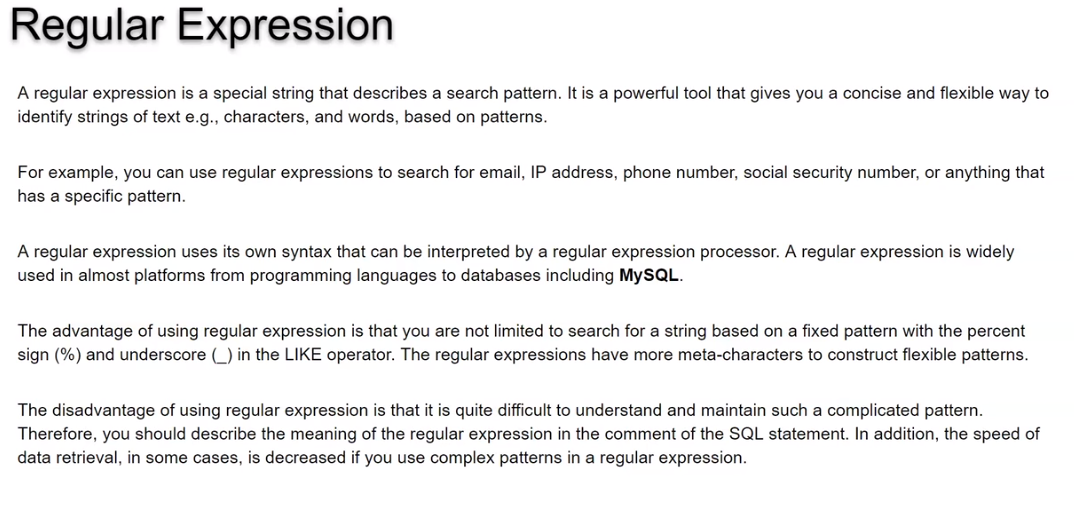 Regular Expression
A regular expression is a special string that describes a search pattern. It is a powerful tool that gives you a concise and flexible way to
identify strings of text e.g., characters, and words, based on patterns.
For example, you can use regular expressions to search for email, IP address, phone number, social security number, or anything that
has a specific pattern.
A regular expression uses its own syntax that can be interpreted by a regular expression processor. A regular expression is widely
used in almost platforms from programming languages to databases including MySQL.
The advantage of using regular expression is that you are not limited to search for a string based on a fixed pattern with the percent
sign (%) and underscore (_) in the LIKE operator. The regular expressions have more meta-characters to construct flexible patterns.
The disadvantage of using regular expression is that it is quite difficult to understand and maintain such a complicated pattern.
Therefore, you should describe the meaning of the regular expression in the comment of the SQL statement. In addition, the speed of
data retrieval, in some cases, is decreased if you use complex patterns in a regular expression.